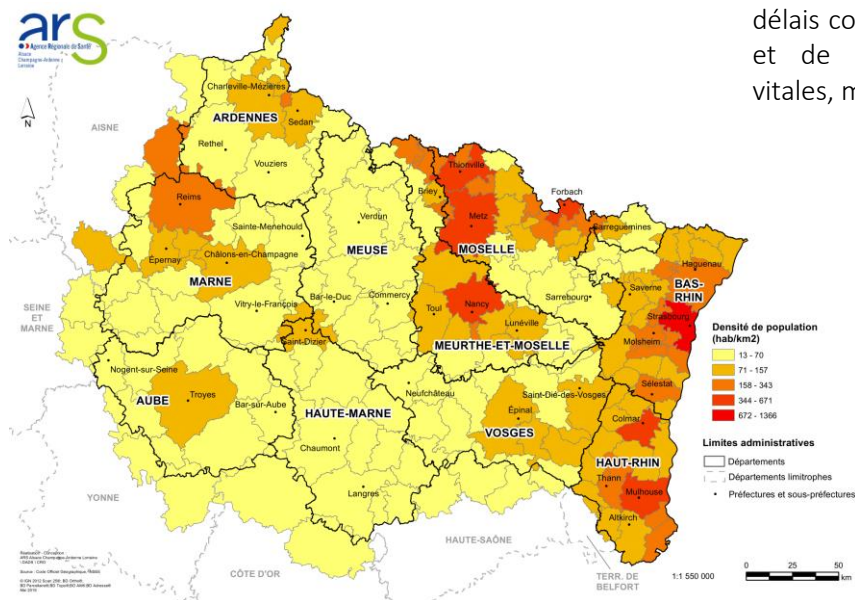 délais co
et de
vitales, m
ars
Agence Régionale de Santé
Alsace
Champagne-Ardenne
Lorraine
N
AISNE
Charleville-Mézières
ARDENNES
Sedan
Rethel
Vouziers
Thionville
Briey
Forbach
Reims
Metz
Sarreguemines
Sainte-Menehould
Verdun
MEUSE
MOSELLE
Épernay
Châlons-en-Champagne
Haguenau
MARNE
BAS-
RHIN
Saverne
Bar-le-Duc
Commercy
Sarrebourg
SEINE
ET
MARNE
Vitry-le-François
Toul
Nancy
Strasbourg
Lunéville
Molsheim
Saint-Dizier
MEURTHE-ET-MOSELLE
Nogent-sur-Seine
Sélestat
AUBE
Troyes
Bar-sur-Aube
HAUTE-MARNE
Neufchâteau
Saint-Dié-des-Vosges
Épinal
VOSGES
Colmar
Chaumont
HAUT-RHIN
Thann
Mulhouse
Langres
Altkirch
YONNE
HAUTE-SAÔNE
CÔTE D'OR
TERR. DE
BELFORT
Densité de population
(hab/km2)
13 - 70
71 - 157
158 - 343
344 - 671
672 - 1366
Limites administratives
Départements
Départements limitrophes
Préfectures et sous-préfectures
1:1 550 000
0 25 50
km